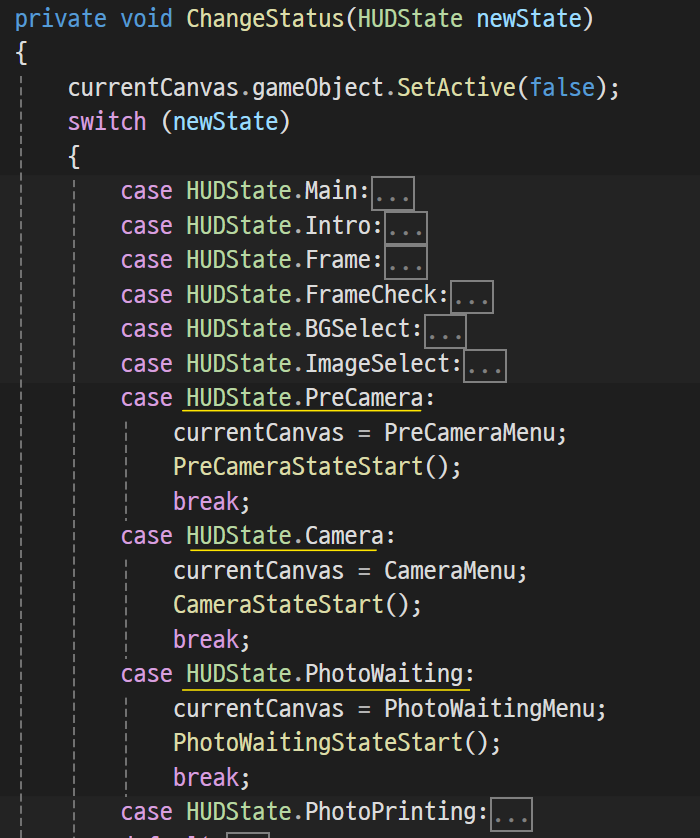 private void ChangeStatus(HUDState newState)
{
currentCanvas.gameObject.SetActive(false);
switch (newState)
{
case HUDState.Main:...
case HUDState.Intro:...
case HUDState.Frame:...
case HUDState.FrameCheck:...
case HUDState.BGSelect:...
case HUDState.ImageSelect:...
case HUDState.PreCamera:
currentCanvas = PreCameraMenu;
PreCameraStateStart();
break;
case HUDState.Camera:
currentCanvas = CameraMenu;
CameraStateStart();
break;
case HUDState.PhotoWaiting:
currentCanvas = PhotoWaitingMenu;
PhotoWaitingStateStart();
break;
case HUDState.PhotoPrinting:...